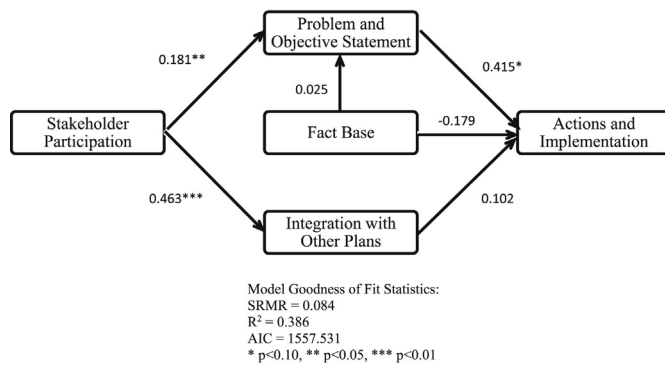 Problem and
Objective Statement
0.181**
0.415*
0.025
Stakeholder
Participation
Fact Base
-0.179
Actions and
Implementation
0.463***
0.102
Integration with
Other Plans
Model Goodness of Fit Statistics:
SRMR = 0.084
R² = 0.386
AIC = 1557.531
* p<0.10, ** p<0.05, *** p<0.01